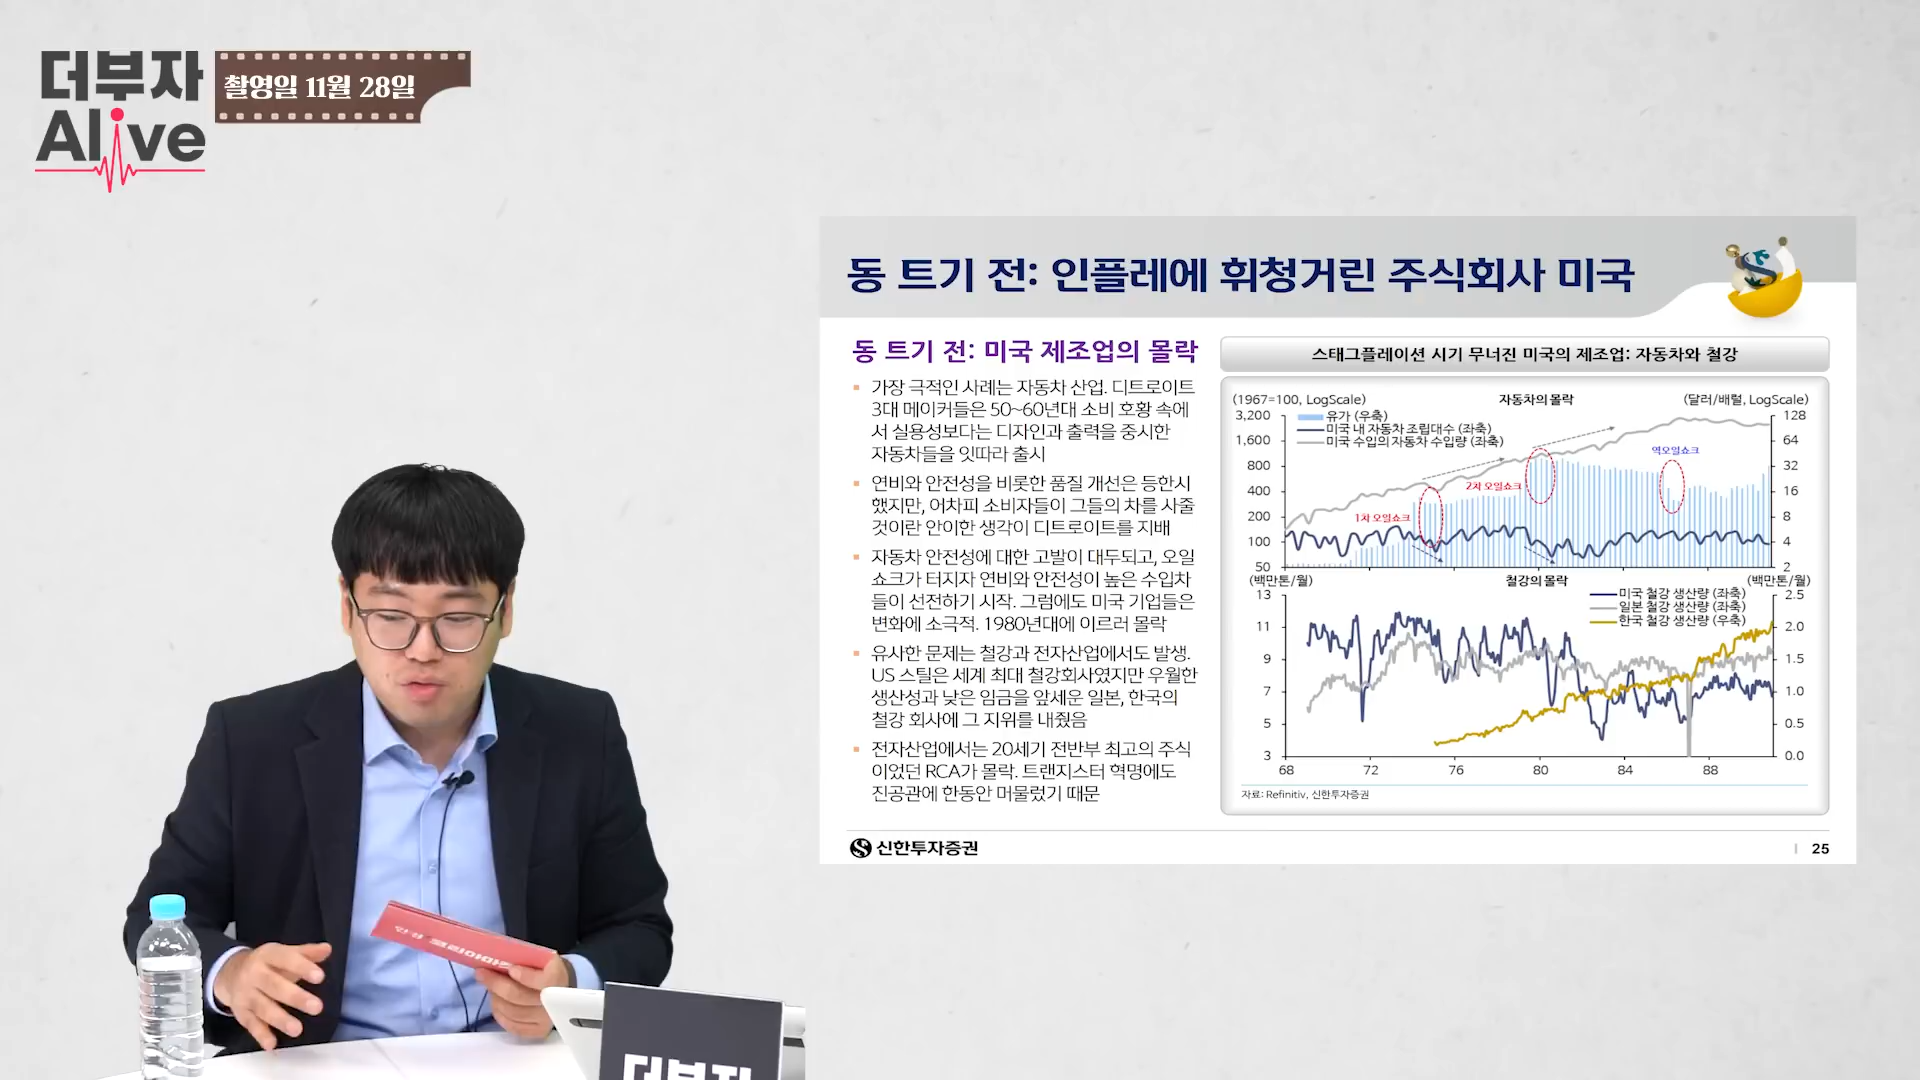 더부자
Alive
촬영일 11월 28일
동 트기 전: 인플레에 휘청거린 주식회사 미국
동 트기 전: 미국 제조업의 몰락
가장 극적인 사례는 자동차 산업. 디트로이트
3대 메이커들은 50~60년대 소비 호황 속에
서 실용성보다는 디자인과 출력을 중시한
자동차들을 잇따라 출시
연비와 안전성을 비롯한 품질 개선은 등한시
했지만, 어차피 소비자들이 그들의 차를 사줄
것이란 안이한 생각이 디트로이트를 지배
자동차 안전성에 대한 고발이 대두되고, 오일
쇼크가 터지자 연비와 안전성이 높은 수입차
들이 선전하기 시작. 그럼에도 미국 기업들은
변화에 소극적. 1980년대에 이르러 몰락
유사한 문제는 철강과 전자산업에서도 발생.
US 스틸은 세계 최대 철강회사였지만 우월한
생산성과 낮은 임금을 앞세운 일본, 한국의
철강 회사에 그 지위를 내줬음
전자산업에서는 20세기 전반부 최고의 주식
이었던 RCA가 몰락. 트랜지스터 혁명에도
진공관에 한동안 머물렀기 때문
스태그플레이션 시기 무너진 미국의 제조업: 자동차와 철강
(1967=100, LogScale) 자동차의 몰락 (달러/배럴, LogScale)
유가 (우축)
미국 내 자동차 조립대수 (좌축)
미국 수입의 자동차 수입량 (좌축)
3,200
1,600
800
400
200
100
50
128
64
32
16
8
4
2
1차 오일쇼크
2차 오일쇼크
역오일쇼크
(백만톤/월) 철강의 몰락 (백만톤/월)
미국 철강 생산량 (좌축)
일본 철강 생산량 (좌축)
한국 철강 생산량 (우축)
13
11
9
7
5
3
2.5
2.0
1.5
1.0
0.5
0.0
68 72 76 80 84 88
자료: Refinitiv, 신한투자증권
신한투자증권
25
더부자